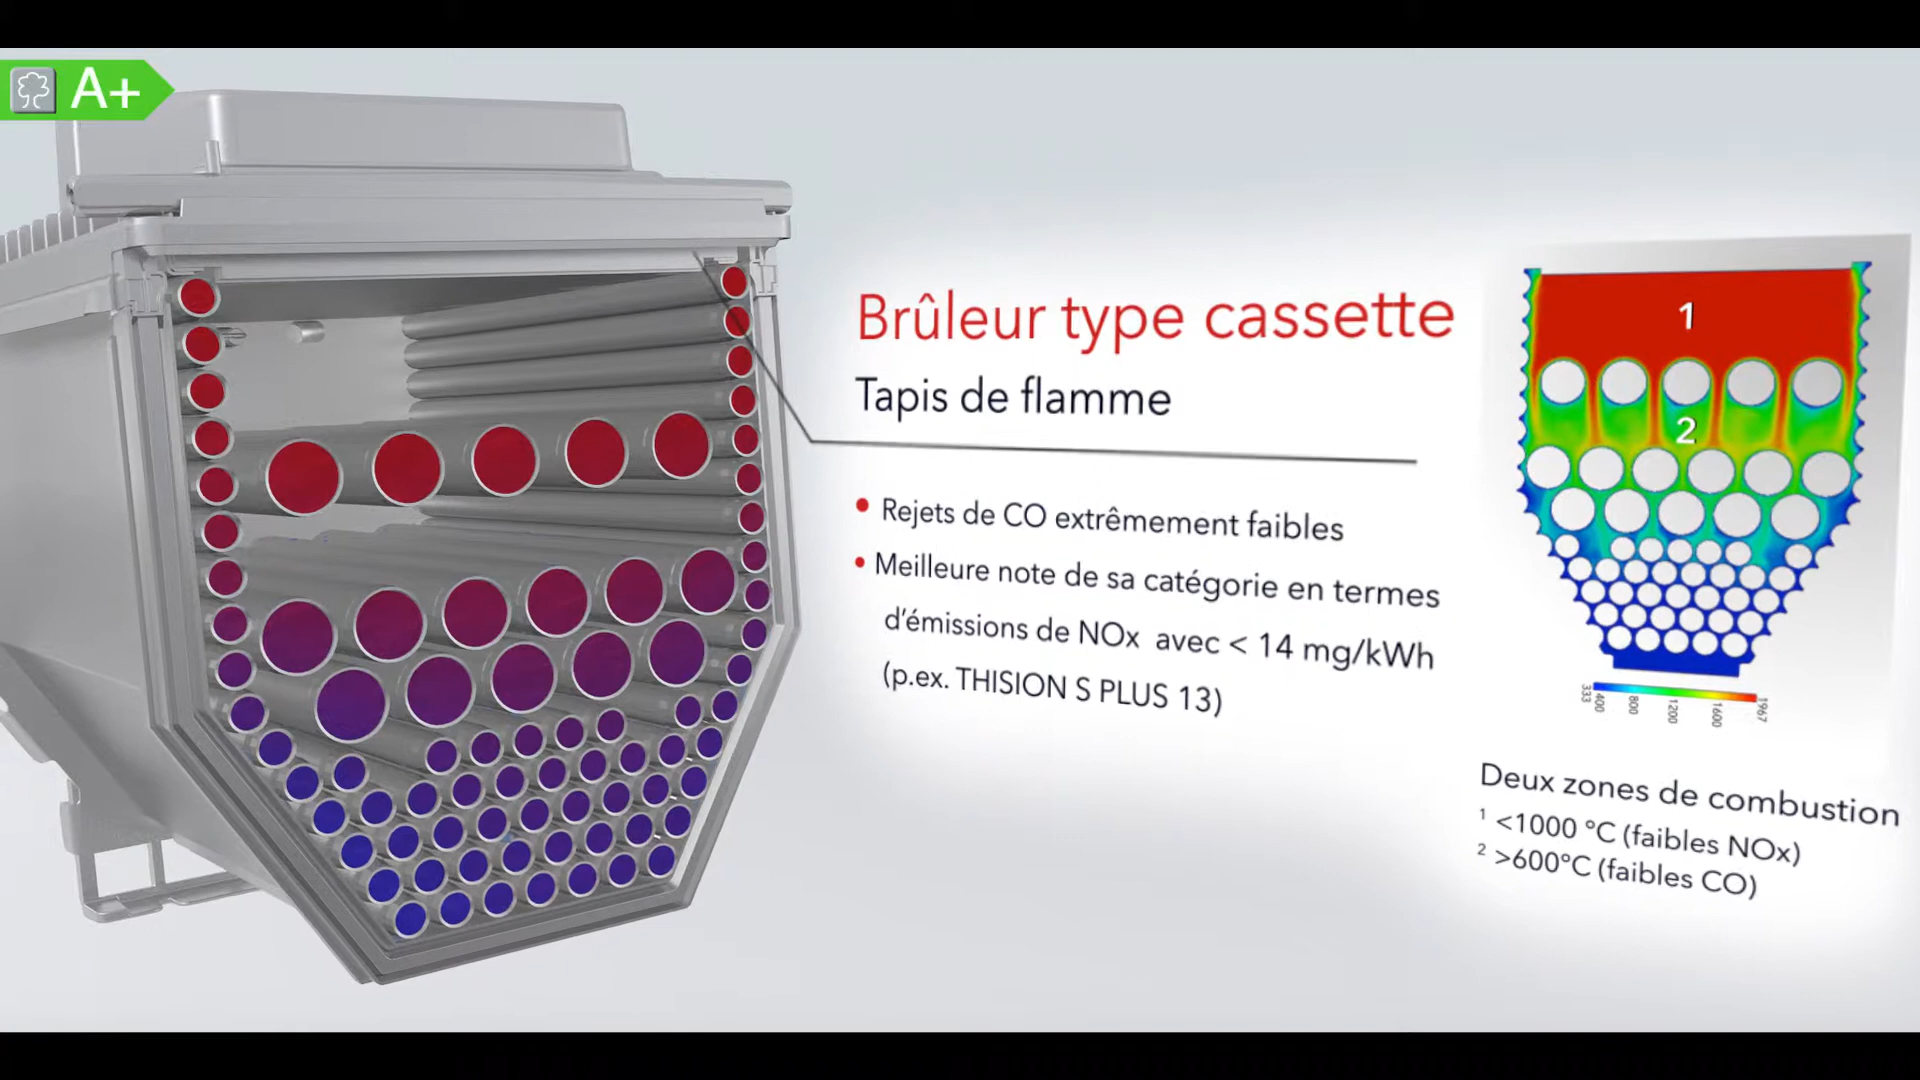 A+
Brûleur type cassette
Tapis de flamme
• Rejets de CO extrêmement faibles
• Meilleure note de sa catégorie en termes
d'émissions de NOx avec < 14 mg/kWh
(p.ex. THISION S PLUS 13)
1
2
333
400
800
1200
1600
1967
Deux zones de combustion
1 <1000 °C (faibles NOx)
2 >600°C (faibles CO)